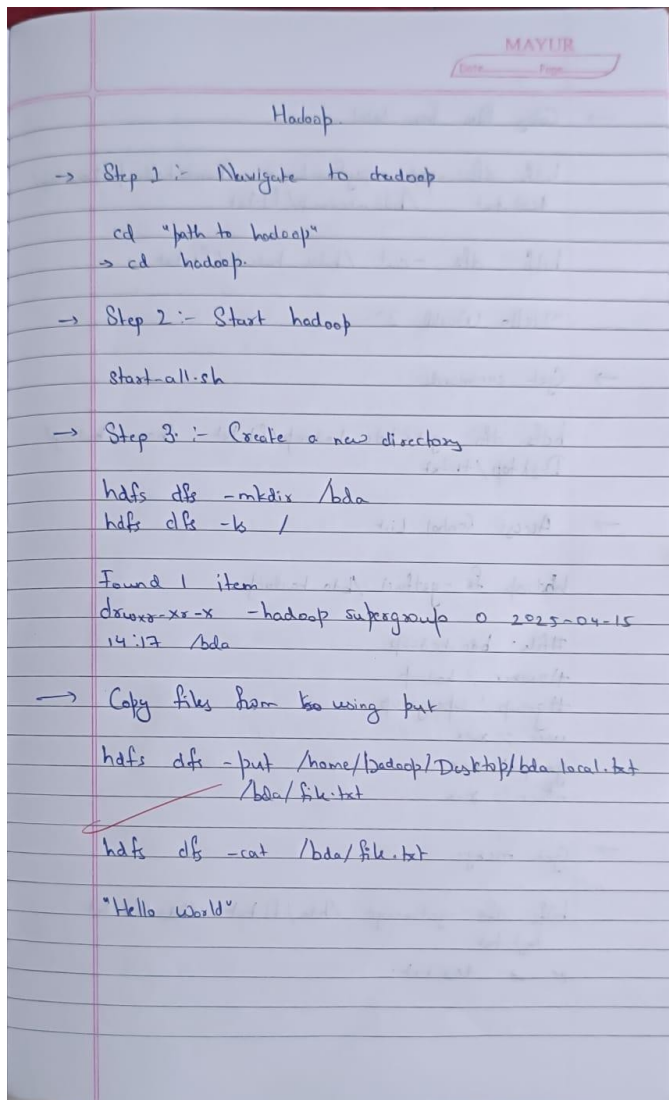 MAYUR
Date Page
Hadoop.
→ Step 1 :- Navigate to hadoop
cd "path to hadoop"
→ cd hadoop.
→ Step 2 :- Start hadoop
start-all.sh
→ Step 3. :- Create a new directory
hdfs dfs -mkdir /bda
hdfs dfs -ls /
Found 1 item
drwxr-xr-x -hadoop supergroup 0 2025-04-15
14:17 /bda
→ Copy files from using put
hdfs dfs -put /home/hadoop/Desktop/bda_local.txt
/bda/file.txt
hdfs dfs -cat /bda/file.txt
"Hello World"